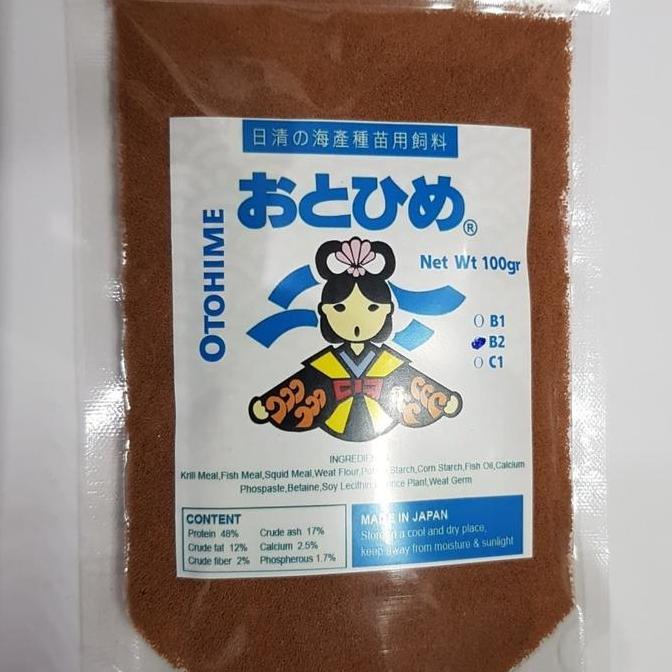 日清の海産種苗用飼料
おとひめ®
OTOHIME
Net Wt 100gr
B1
B2
C1
Krill Meal,Fish Meal,Squid Meal,Weat Flour, Starch,Corn Starch,Fish Oil,Calcium
Phospaste,Betaine,Soy Lecithin, Plant,Weat Germ
CONTENT
Protein 48% Crude ash 17%
Crude fat 12% Calcium 2.5%
Crude fiber 2% Phospherous 1.7%
MADE IN JAPAN
Store in a cool and dry place,
keep away from moisture & sunlight